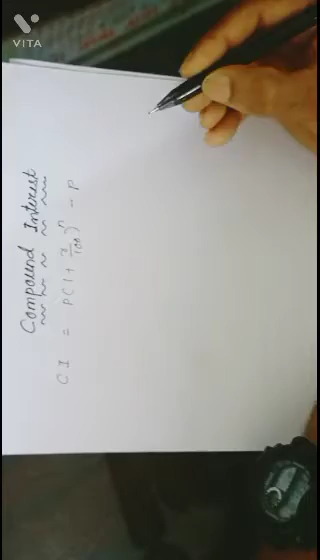 VITA
Compound Interest
CI = P(1 + r/100)^n - P